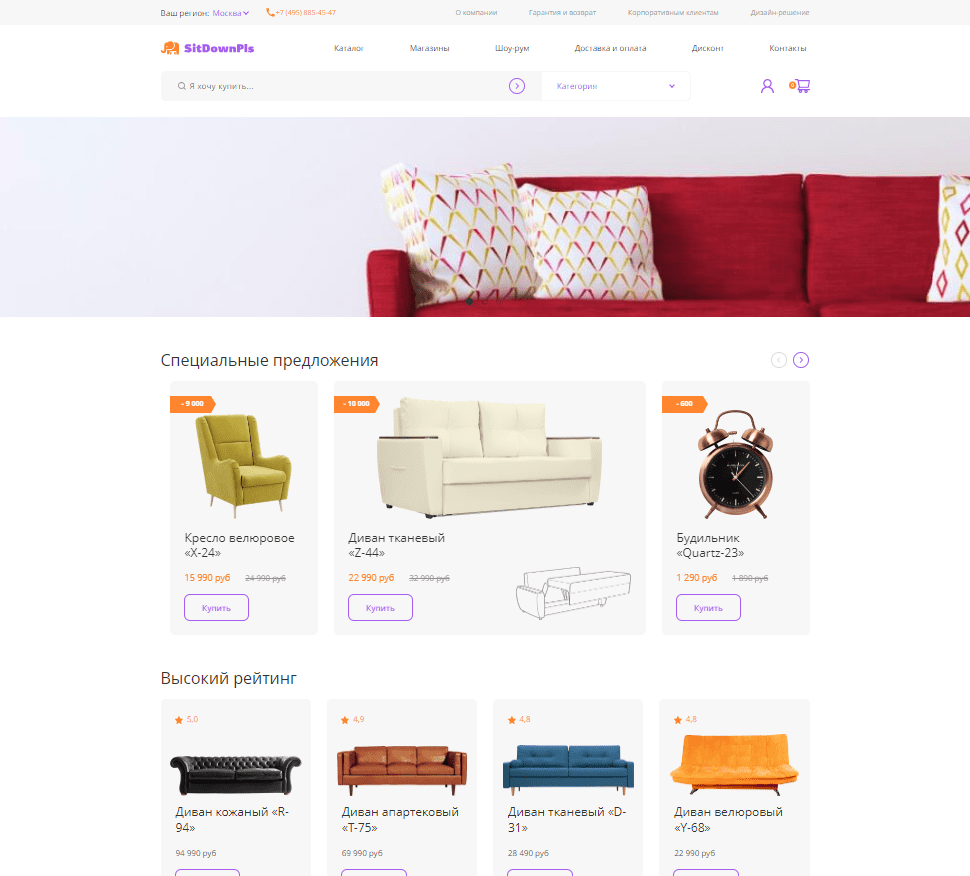 Ваш регион: Москва +7 (495) 885-45-47 О компании Гарантия и возврат Корпоративным клиентам Дизайн-решение
SitDownPls Каталог Магазины Шоу-рум Доставка и оплата Дисконт Контакты
Я хочу купить... Категория 0
Специальные предложения
- 9 000 - 10 000 - 600
Кресло велюровое Диван тканевый Будильник
«X-24» «Z-44» «Quartz-23»
15 990 руб 24 990 руб 22 990 руб 32 990 руб 1 290 руб 1 890 руб
Купить Купить Купить
Высокий рейтинг
5,0 4,9 4,8 4,8
Диван кожаный «R- Диван апартековый Диван тканевый «D- Диван велюровый
94» «T-75» 31» «Y-68»
94 990 руб 69 990 руб 28 490 руб 22 990 руб